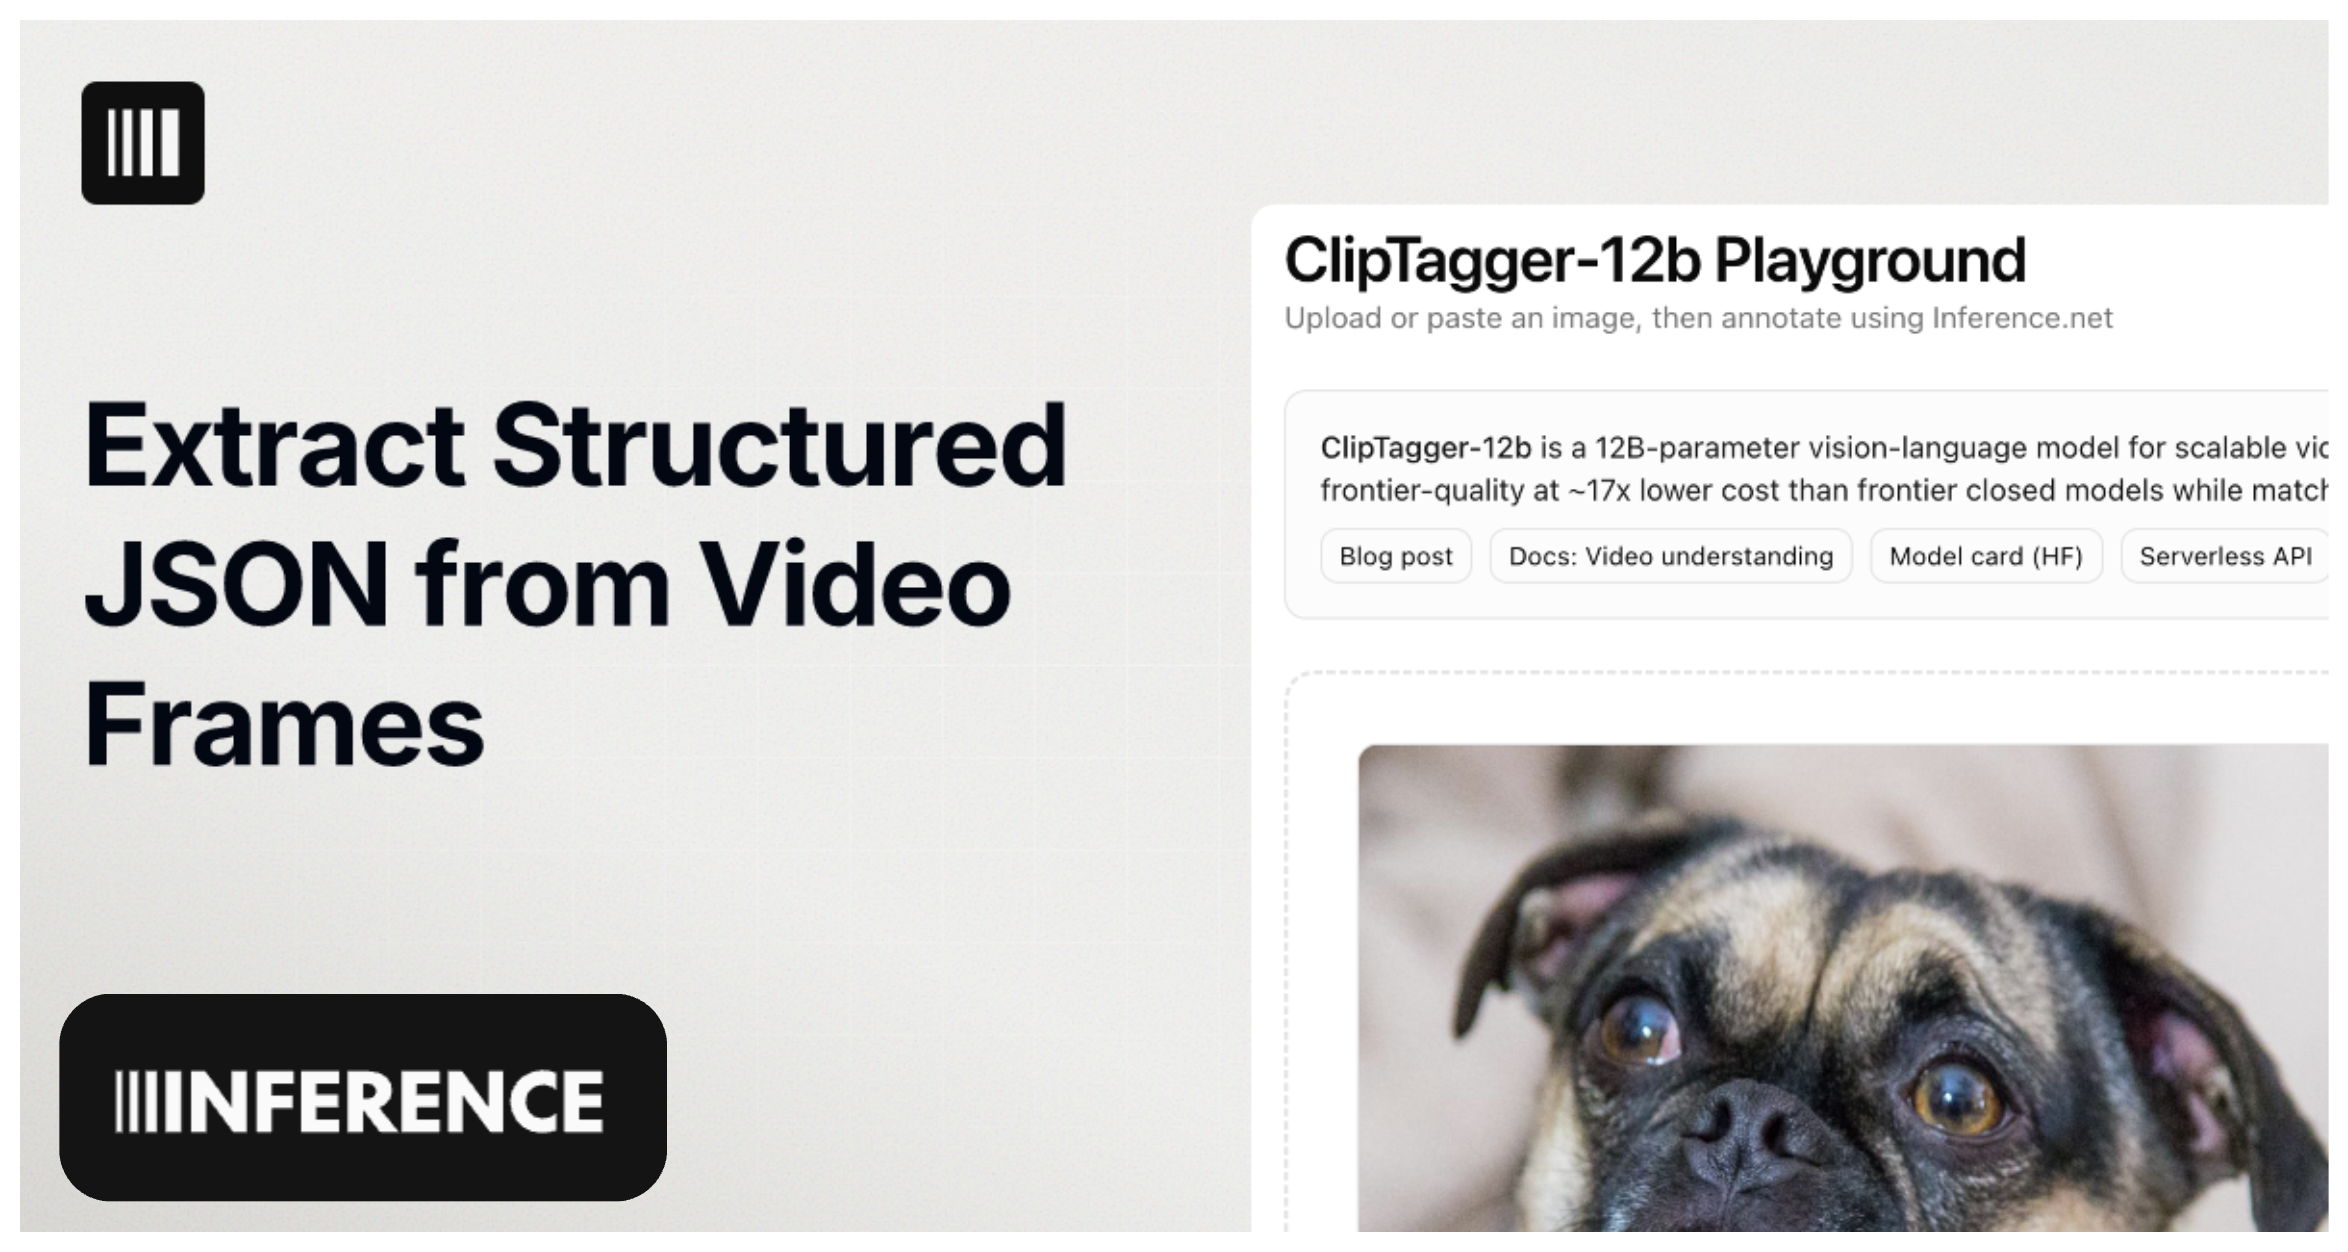 Extract Structured
JSON from Video
Frames
INFERENCE
ClipTagger-12b Playground
Upload or paste an image, then annotate using Inference.net
ClipTagger-12b is a 12B-parameter vision-language model for scalable
frontier-quality at ~17x lower cost than frontier closed models while
Blog post
Docs: Video understanding
Model card (HF)
Serverless API